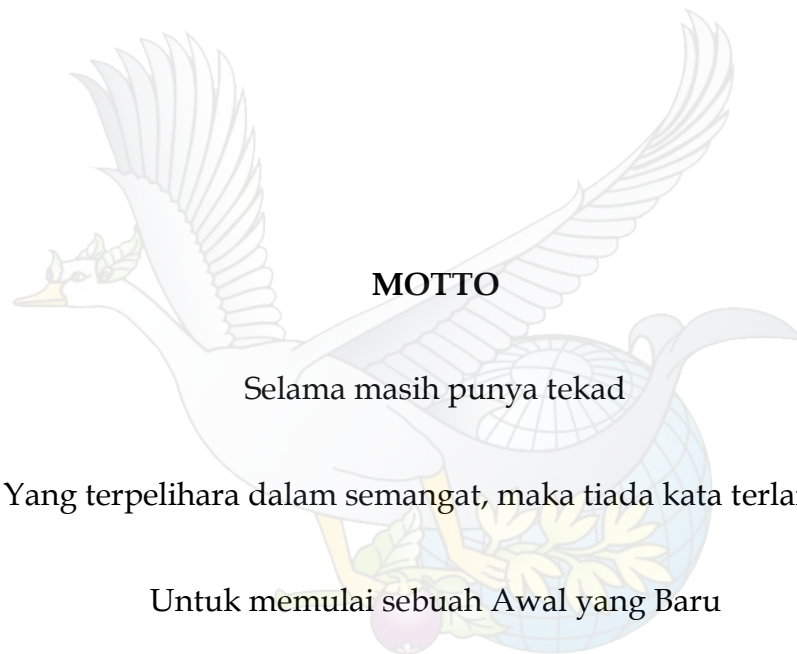 MOTTO
Selama masih punya tekad
Yang terpelihara dalam semangat, maka tiada kata
Untuk memulai sebuah Awal yang Baru